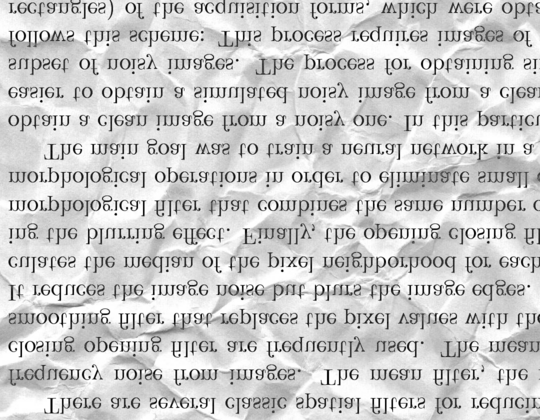 There are several classic spatial filters for reducin
frequency noise from images. The mean filter, the
closing opening filter are frequently used. The mean
smoothing filter that replaces the pixel values with the
It reduces the image noise but blurs the image edges.
culates the median of the pixel neighborhood for each
ing the blurring effect. Finally, the opening closing fil
morphological filter that combines the same number o
morphological operations in order to eliminate small
The main goal was to train a neural network in a
obtain a clean image from a noisy one. In this particu
easier to obtain a simulated noisy image from a clean
subset of noisy images. The process for obtaining si
follows this scheme: This process requires images of
rectangles) of the acquisition forms, which were obta